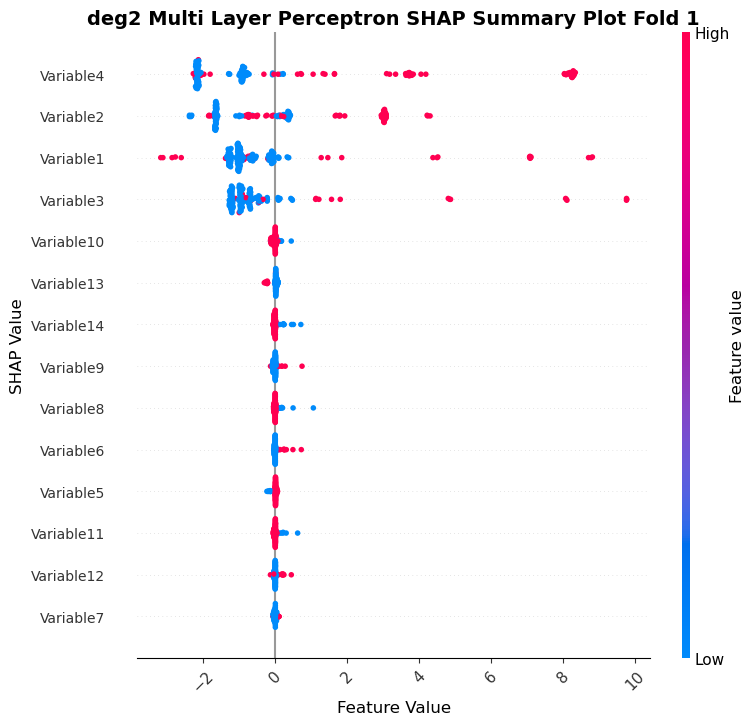 deg2 Multi Layer Perceptron SHAP Summary Plot Fold 1
High
Variable4
Variable2
Variable1
Variable3
Variable10
Variable13
Variable14
Variable9
Variable8
Variable6
Variable5
Variable11
Variable12
Variable7
SHAP Value
Feature value
Low
−2
0
2
4
6
8
10
Feature Value